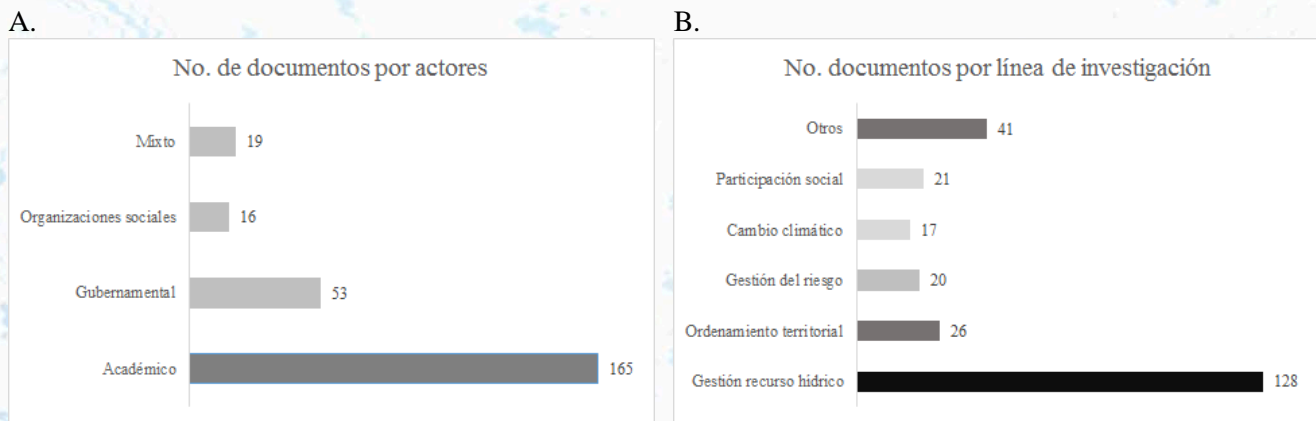 A.
No. de documentos por actores
Mixto 19
Organizaciones sociales 16
Gubernamental 53
Académico 165
B.
No. documentos por línea de investigación
Otros 41
Participación social 21
Cambio climático 17
Gestión del riesgo 20
Ordenamiento territorial 26
Gestión recurso hídrico 128